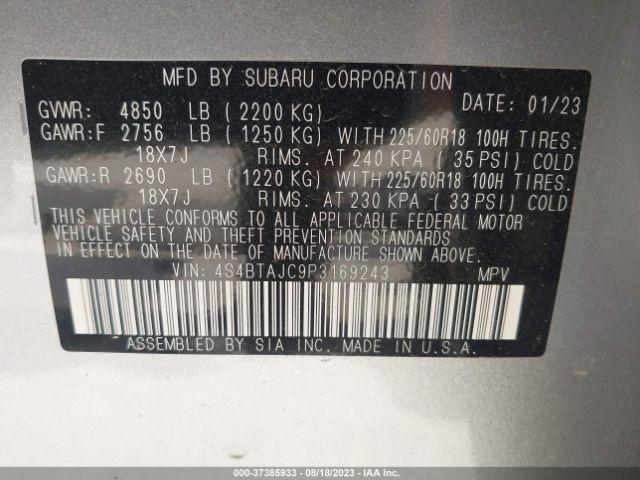 MFD BY SUBARU CORPORATION
DATE: 01/23
GVWR: 4850 LB ( 2200 KG)
GAWR:F 2756 LB ( 1250 KG) WITH 225/60R18 100H TIRES.
18X7J RIMS. AT 240 KPA ( 35 PSI) COLD
GAWR:R 2690 LB ( 1220 KG) WITH 225/60R18 100H TIRES.
18X7J RIMS. AT 230 KPA ( 33 PSI) COLD
THIS VEHICLE CONFORMS TO ALL APPLICABLE FEDERAL MOTOR
VEHICLE SAFETY AND THEFT PREVENTION STANDARDS
IN EFFECT ON THE DATE OF MANUFACTURE SHOWN ABOVE.
VIN: 4S4BTAJC9P3169243 MPV
ASSEMBLED BY SIA INC. MADE IN U.S.A.
000-37385933 - 08/18/2023 - IAA Inc.